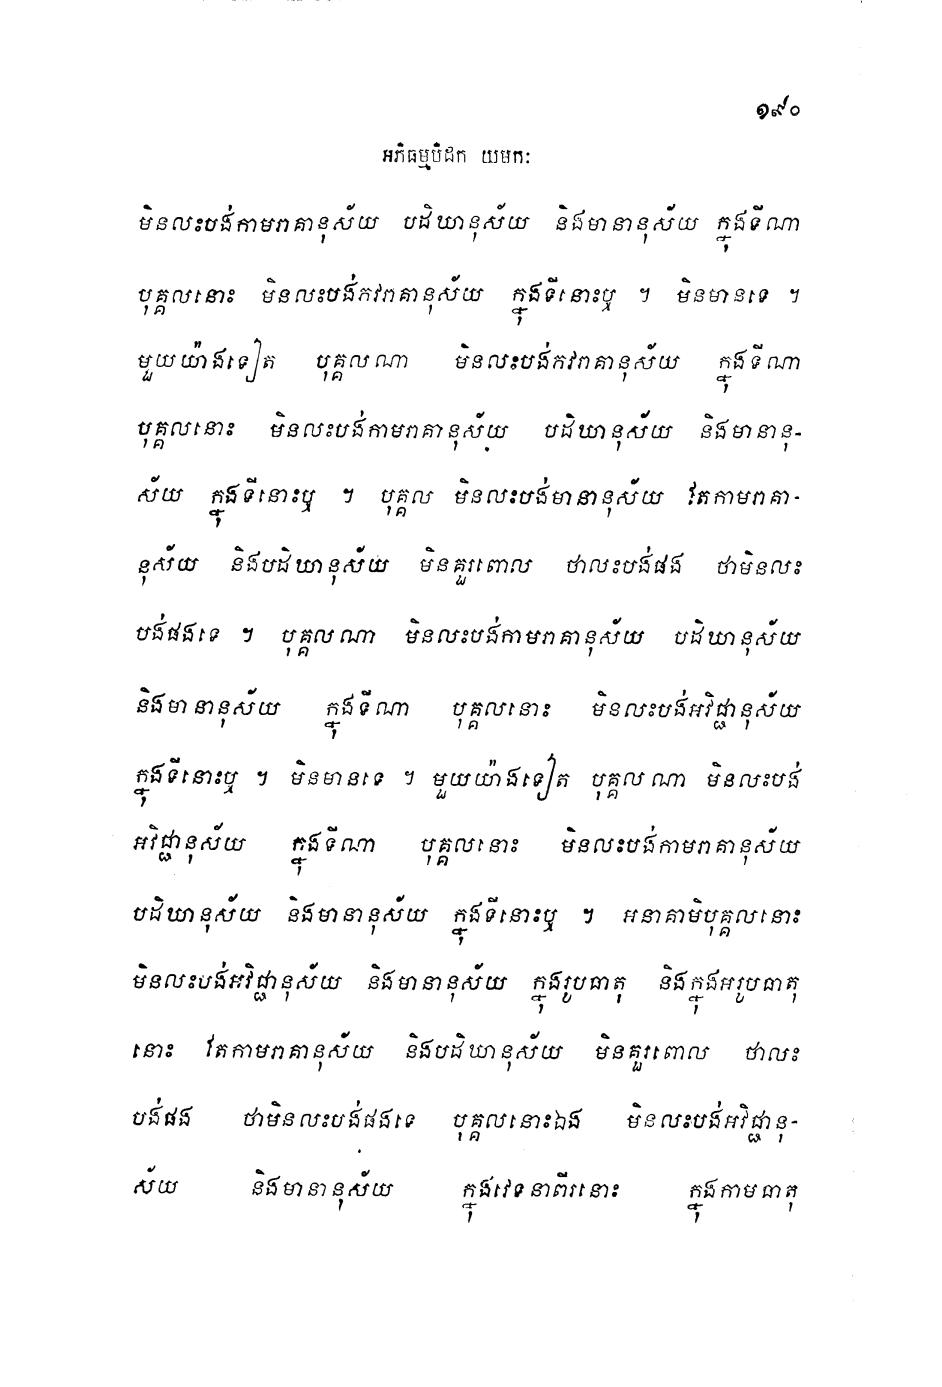 ១៩០
អភិធម្មបិដក យមកៈ
មិនលះបង់កាមរាគានុស័យ បដិឃានុស័យ និងមានានុស័យ ក្នុងទីណា
បុគ្គលនោះ មិនលះបង់ភវរាគានុស័យ ក្នុងទីនោះឬ ។ មិនមានទេ ។
មួយយ៉ាងទៀត បុគ្គលណា មិនលះបង់ភវរាគានុស័យ ក្នុងទីណា
បុគ្គលនោះ មិនលះបង់កាមរាគានុស័យ បដិឃានុស័យ និងមានានុ-
ស័យ ក្នុងទីនោះឬ ។ បុគ្គល មិនលះបង់មានានុស័យ តែកាមរាគា-
នុស័យ និងបដិឃានុស័យ មិនគួរពោល ថាលះបង់ផង ថាមិនលះ
បង់ផងទេ ។ បុគ្គលណា មិនលះបង់កាមរាគានុស័យ បដិឃានុស័យ
និងមានានុស័យ ក្នុងទីណា បុគ្គលនោះ មិនលះបង់អវិជ្ជានុស័យ
ក្នុងទីនោះឬ ។ មិនមានទេ ។ មួយយ៉ាងទៀត បុគ្គលណា មិនលះបង់
អវិជ្ជានុស័យ ក្នុងទីណា បុគ្គលនោះ មិនលះបង់កាមរាគានុស័យ
បដិឃានុស័យ និងមានានុស័យ ក្នុងទីនោះឬ ។ អនាគាមិបុគ្គលនោះ
មិនលះបង់អវិជ្ជានុស័យ និងមានានុស័យ ក្នុងរូបធាតុ និងក្នុងអរូបធាតុ
នោះ តែកាមរាគានុស័យ និងបដិឃានុស័យ មិនគួរពោល ថាលះ
បង់ផង ថាមិនលះបង់ផងទេ បុគ្គលនោះឯង មិនលះបង់អវិជ្ជានុ-
ស័យ និងមានានុស័យ ក្នុងវេទនាពីរនោះ ក្នុងកាមធាតុ